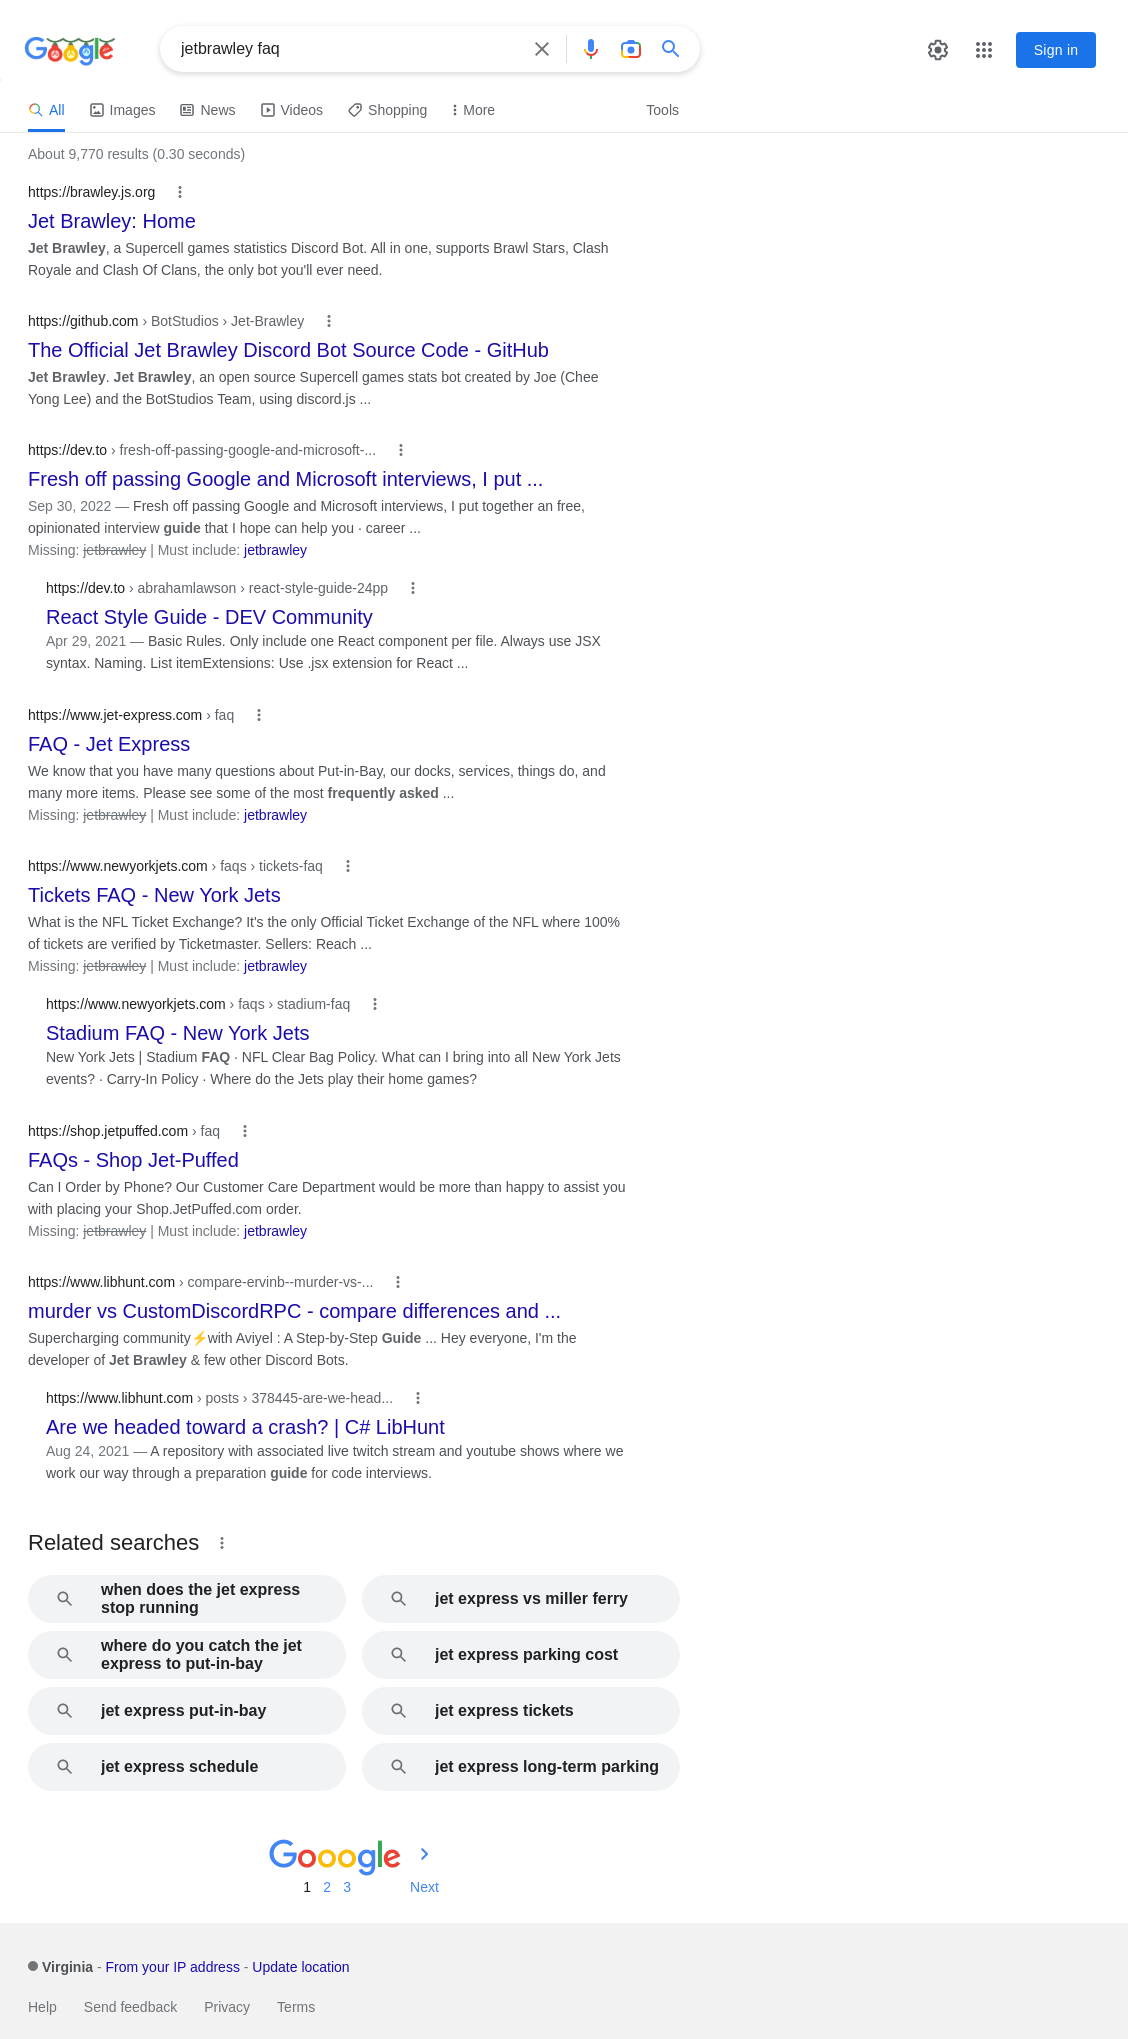 Google
jetbrawley faq
Sign in
All
Images
News
Videos
Shopping
More
Tools
About 9,770 results (0.30 seconds)
https://brawley.js.org
Jet Brawley: Home
Jet Brawley, a Supercell games statistics Discord Bot. All in one, supports Brawl Stars, Clash
Royale and Clash Of Clans, the only bot you'll ever need.
https://github.com › BotStudios › Jet-Brawley
The Official Jet Brawley Discord Bot Source Code - GitHub
Jet Brawley. Jet Brawley, an open source Supercell games stats bot created by Joe (Chee
Yong Lee) and the BotStudios Team, using discord.js ...
https://dev.to › fresh-off-passing-google-and-microsoft-...
Fresh off passing Google and Microsoft interviews, I put ...
Sep 30, 2022 — Fresh off passing Google and Microsoft interviews, I put together an free,
opinionated interview guide that I hope can help you · career ...
Missing: jetbrawley | Must include: jetbrawley
https://dev.to › abrahamlawson › react-style-guide-24pp
React Style Guide - DEV Community
Apr 29, 2021 — Basic Rules. Only include one React component per file. Always use JSX
syntax. Naming. List itemExtensions: Use .jsx extension for React ...
https://www.jet-express.com › faq
FAQ - Jet Express
We know that you have many questions about Put-in-Bay, our docks, services, things do, and
many more items. Please see some of the most frequently asked ...
Missing: jetbrawley | Must include: jetbrawley
https://www.newyorkjets.com › faqs › tickets-faq
Tickets FAQ - New York Jets
What is the NFL Ticket Exchange? It's the only Official Ticket Exchange of the NFL where 100%
of tickets are verified by Ticketmaster. Sellers: Reach ...
Missing: jetbrawley | Must include: jetbrawley
https://www.newyorkjets.com › faqs › stadium-faq
Stadium FAQ - New York Jets
New York Jets | Stadium FAQ · NFL Clear Bag Policy. What can I bring into all New York Jets
events? · Carry-In Policy · Where do the Jets play their home games?
https://shop.jetpuffed.com › faq
FAQs - Shop Jet-Puffed
Can I Order by Phone? Our Customer Care Department would be more than happy to assist you
with placing your Shop.JetPuffed.com order.
Missing: jetbrawley | Must include: jetbrawley
https://www.libhunt.com › compare-ervinb--murder-vs-...
murder vs CustomDiscordRPC - compare differences and ...
Supercharging community⚡with Aviyel : A Step-by-Step Guide ... Hey everyone, I'm the
developer of Jet Brawley & few other Discord Bots.
https://www.libhunt.com › posts › 378445-are-we-head...
Are we headed toward a crash? | C# LibHunt
Aug 24, 2021 — A repository with associated live twitch stream and youtube shows where we
work our way through a preparation guide for code interviews.
Related searches
when does the jet express
stop running
jet express vs miller ferry
where do you catch the jet
express to put-in-bay
jet express parking cost
jet express put-in-bay
jet express tickets
jet express schedule
jet express long-term parking
Gooogle
1 2 3 Next
Virginia - From your IP address - Update location
Help Send feedback Privacy Terms